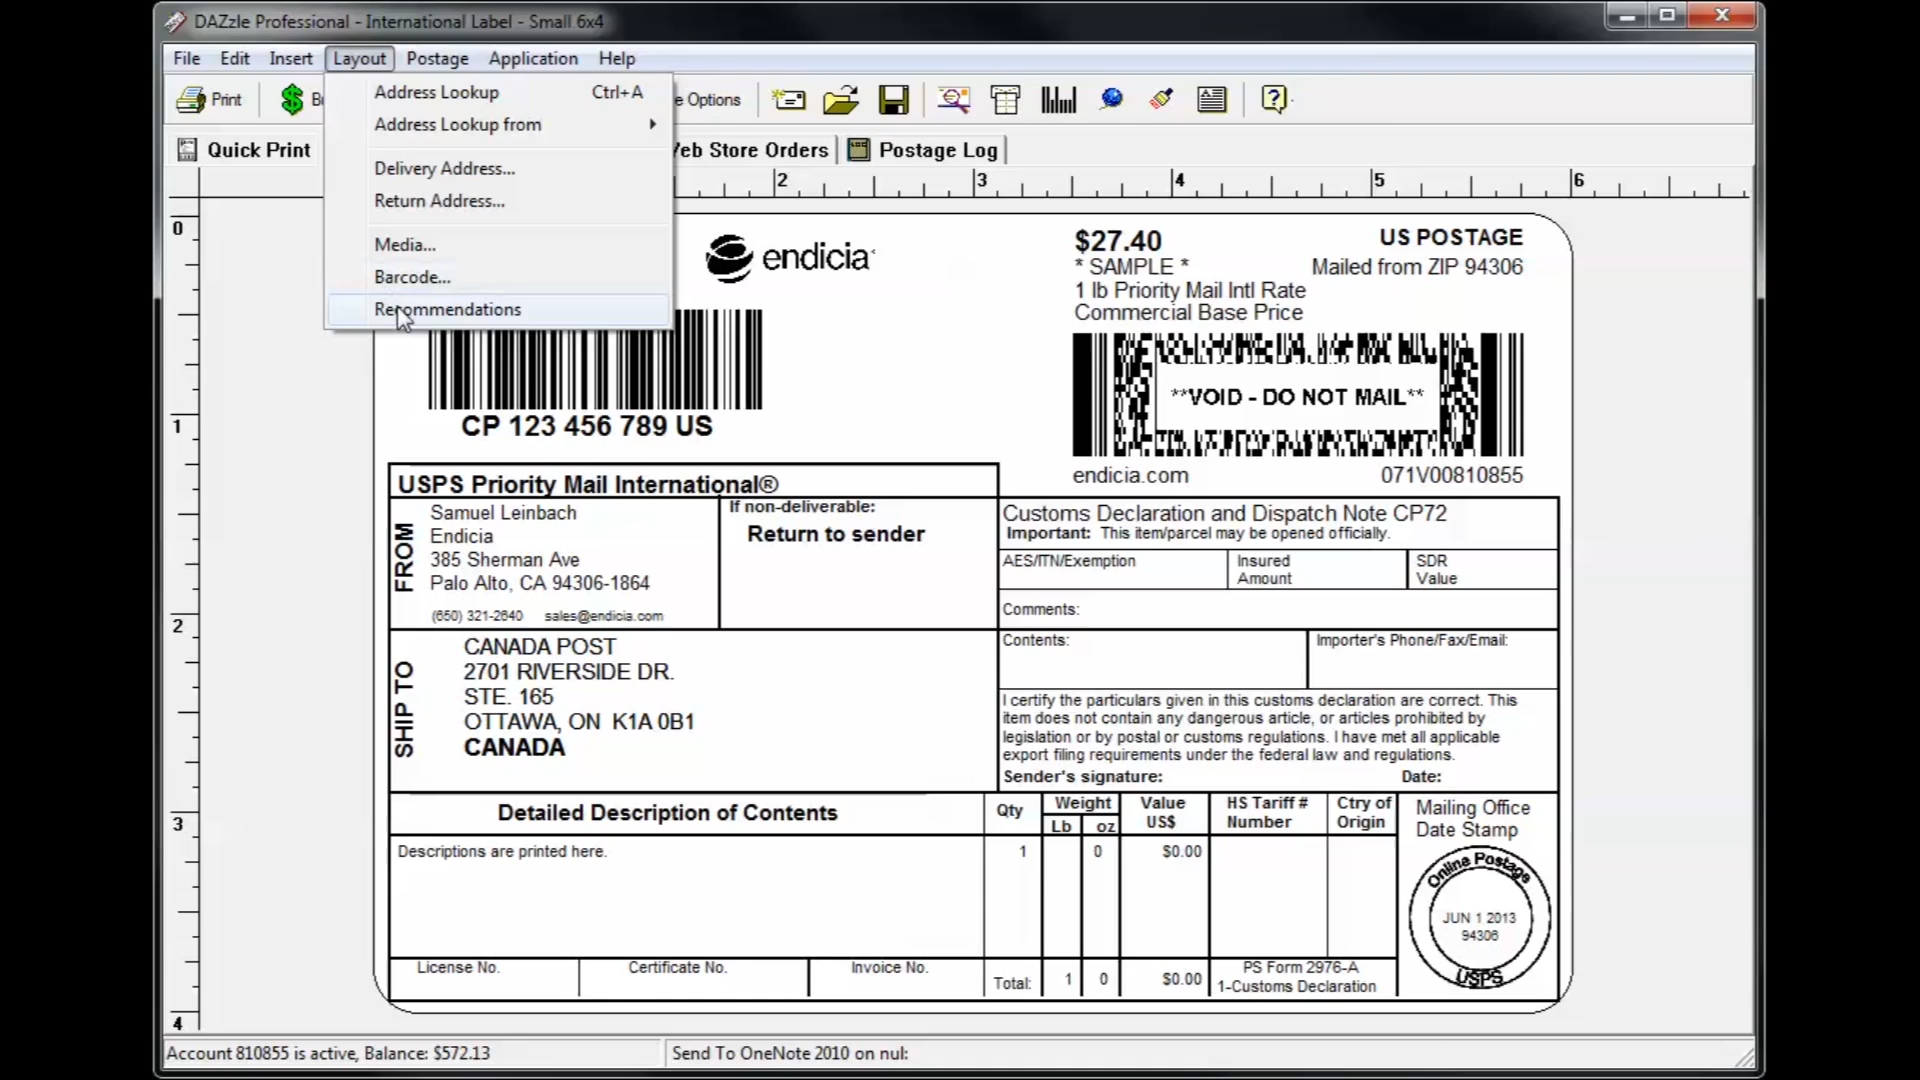 DAZzle Professional - International Label - Small 6x4
File Edit Insert Layout Postage Application Help
Print
e Options
Address Lookup Ctrl+A
Address Lookup from
Delivery Address...
Return Address...
Media...
Barcode...
Recommendations
Quick Print
Web Store Orders
Postage Log
2 3 4 5 6
0
1
2
3
4
endicia
$27.40
US POSTAGE
* SAMPLE *
Mailed from ZIP 94306
1 lb Priority Mail Intl Rate
Commercial Base Price
**VOID - DO NOT MAIL**
endicia.com
071V00810855
CP 123 456 789 US
USPS Priority Mail International®
FROM
Samuel Leinbach
Endicia
385 Sherman Ave
Palo Alto, CA 94306-1864
(650) 321-2640 sales@endicia.com
If non-deliverable:
Return to sender
Customs Declaration and Dispatch Note CP72
Important: This item/parcel may be opened officially.
AES/ITN/Exemption
Insured
Amount
SDR
Value
Comments:
SHIP TO
CANADA POST
2701 RIVERSIDE DR.
STE. 165
OTTAWA, ON K1A 0B1
CANADA
Contents:
Importer's Phone/Fax/Email:
I certify the particulars given in this customs declaration are correct. This
item does not contain any dangerous article, or articles prohibited by
legislation or by postal or customs regulations. I have met all applicable
export filing requirements under the federal law and regulations.
Sender's signature: Date:
Detailed Description of Contents
Qty
Weight
Lb oz
Value
US$
HS Tariff #
Number
Ctry of
Origin
Mailing Office
Date Stamp
Descriptions are printed here.
1 0 $0.00
Online Postage
JUN 1 2013
94306
USPS
License No.
Certificate No.
Invoice No.
Total: 1 0 $0.00
PS Form 2976-A
1-Customs Declaration
Account 810855 is active, Balance: $572.13
Send To OneNote 2010 on nul: